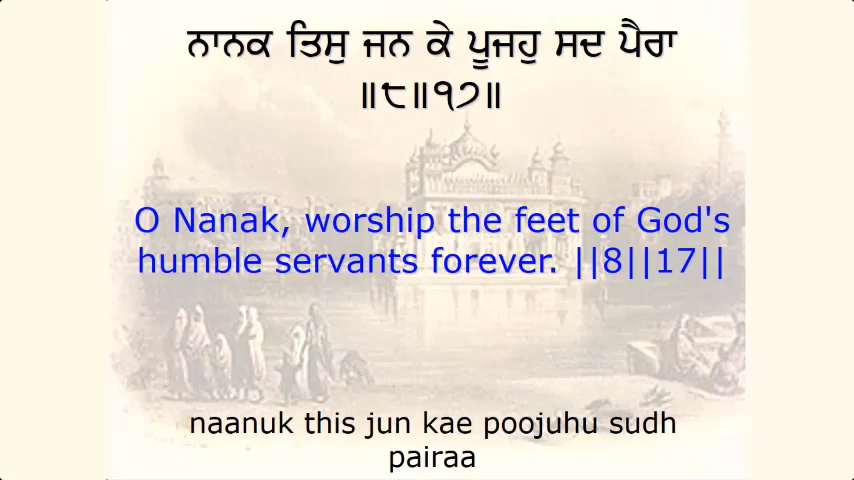 ਨਾਨਕ ਤਿਸੁ ਜਨ ਕੇ ਪੂਜਹੁ ਸਦ ਪੈਰਾ
॥੮॥੧੭॥
O Nanak, worship the feet of God's
humble servants forever. ||8||17||
naanuk this jun kae poojuhu sudh
pairaa